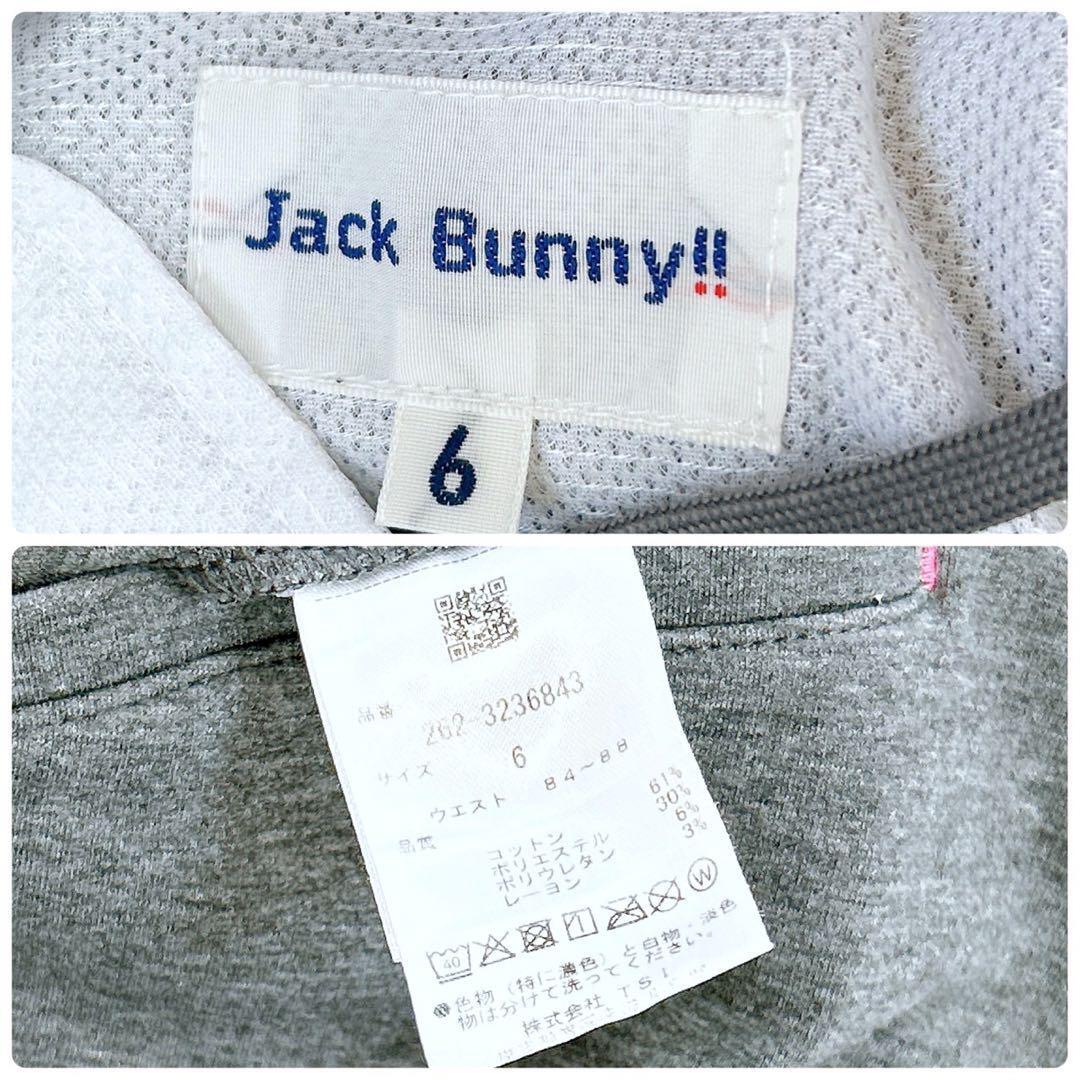 Jack Bunny!!
6
品番 262-3236843
サイズ 6
ウエスト 84~88
品質 コットン 61%
ポリエステル 30%
ポリウレタン 6%
レーヨン 3%
40 W
色物(特に濃色)と白物、淡色
物は分けて洗ってください。
株式会社 TSI